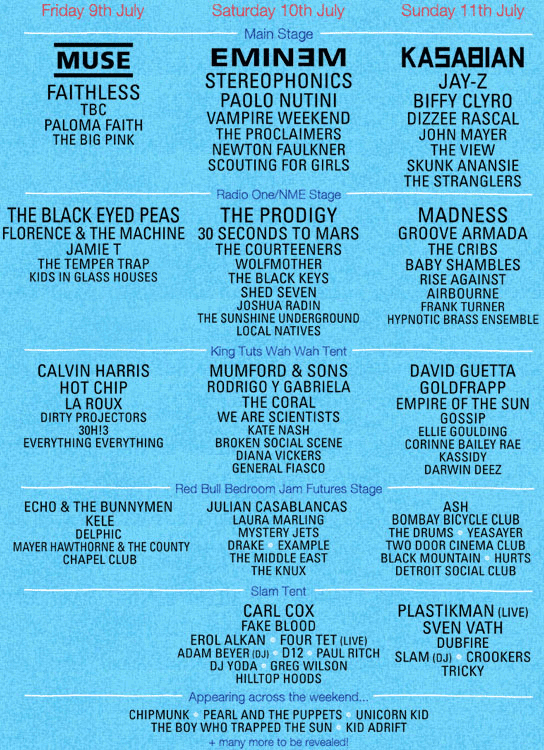 Friday 9th July
Saturday 10th July
Sunday 11th July
Main Stage
MUSE
FAITHLESS
TBC
PALOMA FAITH
THE BIG PINK
EMINƎM
STEREOPHONICS
PAOLO NUTINI
VAMPIRE WEEKEND
THE PROCLAIMERS
NEWTON FAULKNER
SCOUTING FOR GIRLS
KASABIAN
JAY-Z
BIFFY CLYRO
DIZZEE RASCAL
JOHN MAYER
THE VIEW
SKUNK ANANSIE
THE STRANGLERS
Radio One/NME Stage
THE BLACK EYED PEAS
FLORENCE & THE MACHINE
JAMIE T
THE TEMPER TRAP
KIDS IN GLASS HOUSES
THE PRODIGY
30 SECONDS TO MARS
THE COURTEENERS
WOLFMOTHER
THE BLACK KEYS
SHED SEVEN
JOSHUA RADIN
THE SUNSHINE UNDERGROUND
LOCAL NATIVES
MADNESS
GROOVE ARMADA
THE CRIBS
BABY SHAMBLES
RISE AGAINST
AIRBOURNE
FRANK TURNER
HYPNOTIC BRASS ENSEMBLE
King Tuts Wah Wah Tent
CALVIN HARRIS
HOT CHIP
LA ROUX
DIRTY PROJECTORS
3OH!3
EVERYTHING EVERYTHING
MUMFORD & SONS
RODRIGO Y GABRIELA
THE CORAL
WE ARE SCIENTISTS
KATE NASH
BROKEN SOCIAL SCENE
DIANA VICKERS
GENERAL FIASCO
DAVID GUETTA
GOLDFRAPP
EMPIRE OF THE SUN
GOSSIP
ELLIE GOULDING
CORINNE BAILEY RAE
KASSIDY
DARWIN DEEZ
Red Bull Bedroom Jam Futures Stage
ECHO & THE BUNNYMEN
KELE
DELPHIC
MAYER HAWTHORNE & THE COUNTY
CHAPEL CLUB
JULIAN CASABLANCAS
LAURA MARLING
MYSTERY JETS
DRAKE • EXAMPLE
THE MIDDLE EAST
THE KNUX
ASH
BOMBAY BICYCLE CLUB
THE DRUMS • YEASAYER
TWO DOOR CINEMA CLUB
BLACK MOUNTAIN • HURTS
DETROIT SOCIAL CLUB
Slam Tent
CARL COX
FAKE BLOOD
EROL ALKAN • FOUR TET (LIVE)
ADAM BEYER (DJ) • D12 • PAUL RITCH
DJ YODA • GREG WILSON
HILLTOP HOODS
PLASTIKMAN (LIVE)
SVEN VATH
DUBFIRE
SLAM (DJ) • CROOKERS
TRICKY
Appearing across the weekend...
CHIPMUNK • PEARL AND THE PUPPETS • UNICORN KID
THE BOY WHO TRAPPED THE SUN • KID ADRIFT
+ many more to be revealed!